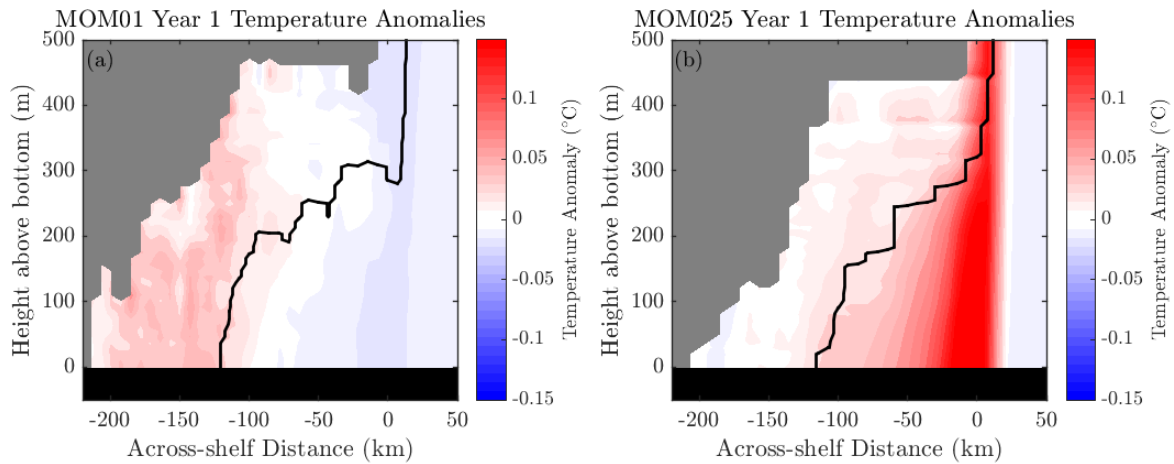 MOM01 Year 1 Temperature Anomalies
(a)
Height above bottom (m)
500
400
300
200
100
0
-200 -150 -100 -50 0 50
Across-shelf Distance (km)
0.1
0.05
0
-0.05
-0.1
-0.15
Temperature Anomaly (°C)
MOM025 Year 1 Temperature Anomalies
(b)
Height above bottom (m)
500
400
300
200
100
0
-200 -150 -100 -50 0 50
Across-shelf Distance (km)
0.1
0.05
0
-0.05
-0.1
-0.15
Temperature Anomaly (°C)